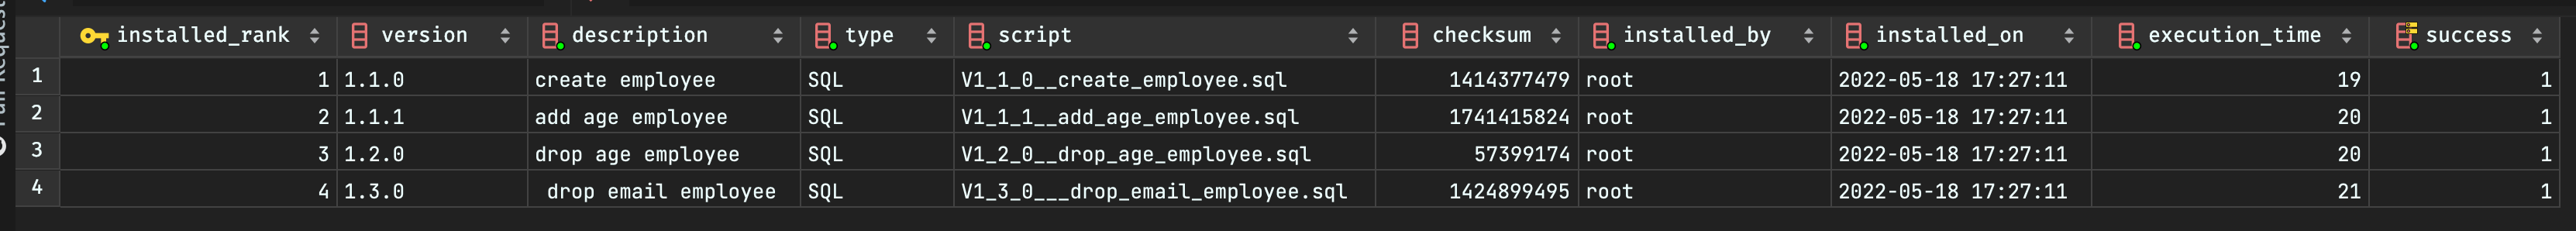 installed_rank version description type script checksum installed_by installed_on execution_time success
1 1 1.1.0 create employee SQL V1_1_0__create_employee.sql 1414377479 root 2022-05-18 17:27:11 19 1
2 2 1.1.1 add age employee SQL V1_1_1__add_age_employee.sql 1741415824 root 2022-05-18 17:27:11 20 1
3 3 1.2.0 drop age employee SQL V1_2_0__drop_age_employee.sql 57399174 root 2022-05-18 17:27:11 20 1
4 4 1.3.0 drop email employee SQL V1_3_0___drop_email_employee.sql 1424899495 root 2022-05-18 17:27:11 21 1